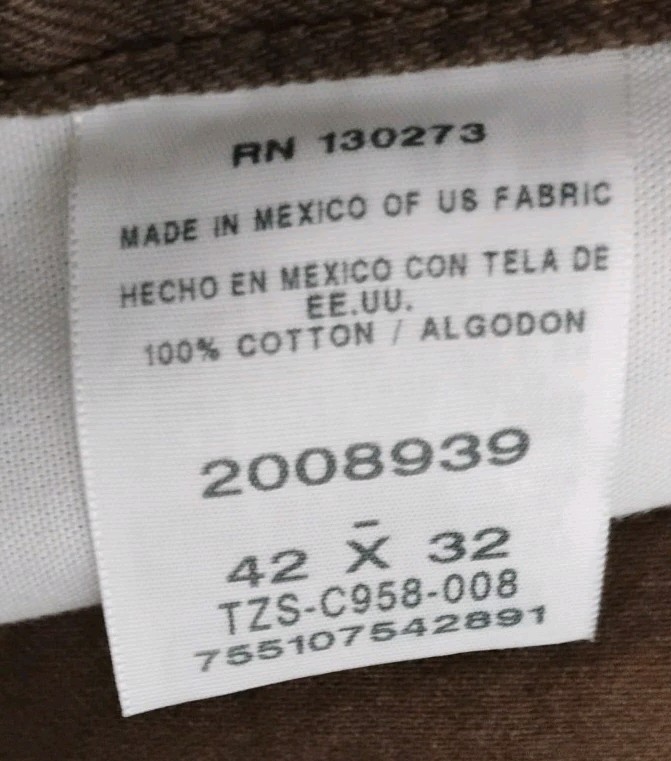 RN 130273
MADE IN MEXICO OF US FABRIC
HECHO EN MEXICO CON TELA DE
EE.UU.
100% COTTON / ALGODON
2008939
42 X̄ 32
TZS-C958-008
755107542891